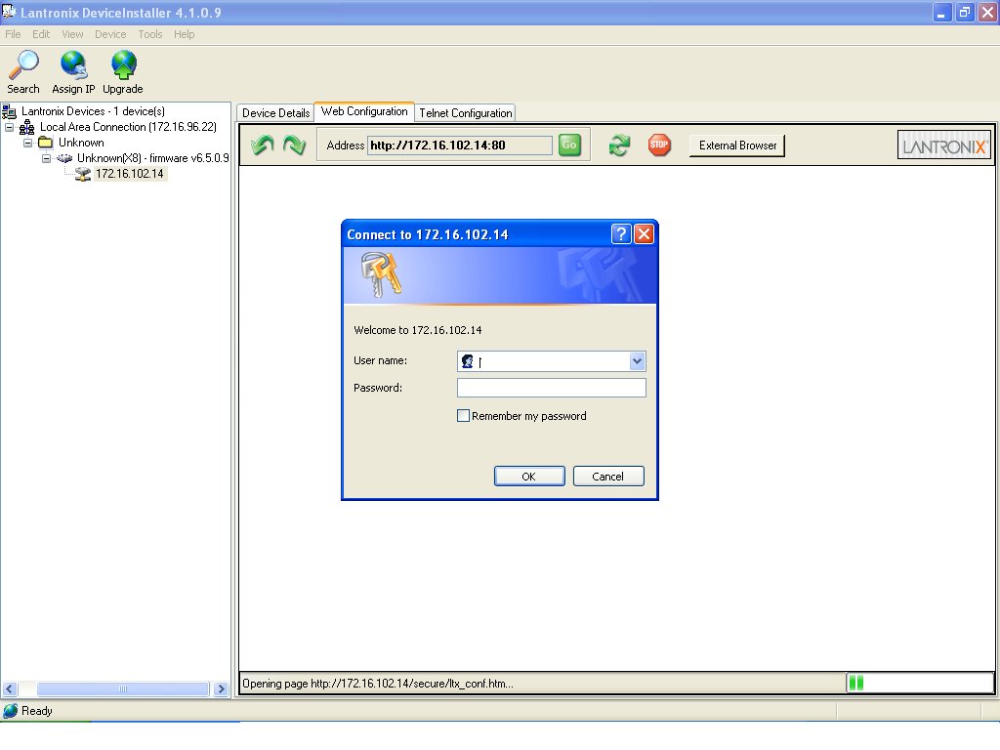 Lantronix DeviceInstaller 4.1.0.9
File Edit View Device Tools Help
Search Assign IP Upgrade
Lantronix Devices - 1 device(s)
Local Area Connection (172.16.96.22)
Unknown
Unknown(X8) - firmware v6.5.0.9
172.16.102.14
Device Details Web Configuration Telnet Configuration
Address http://172.16.102.14:80 Go STOP External Browser LANTRONIX
Connect to 172.16.102.14
Welcome to 172.16.102.14
User name:
Password:
Remember my password
OK Cancel
Opening page http://172.16.102.14/secure/ltx_conf.htm...
Ready